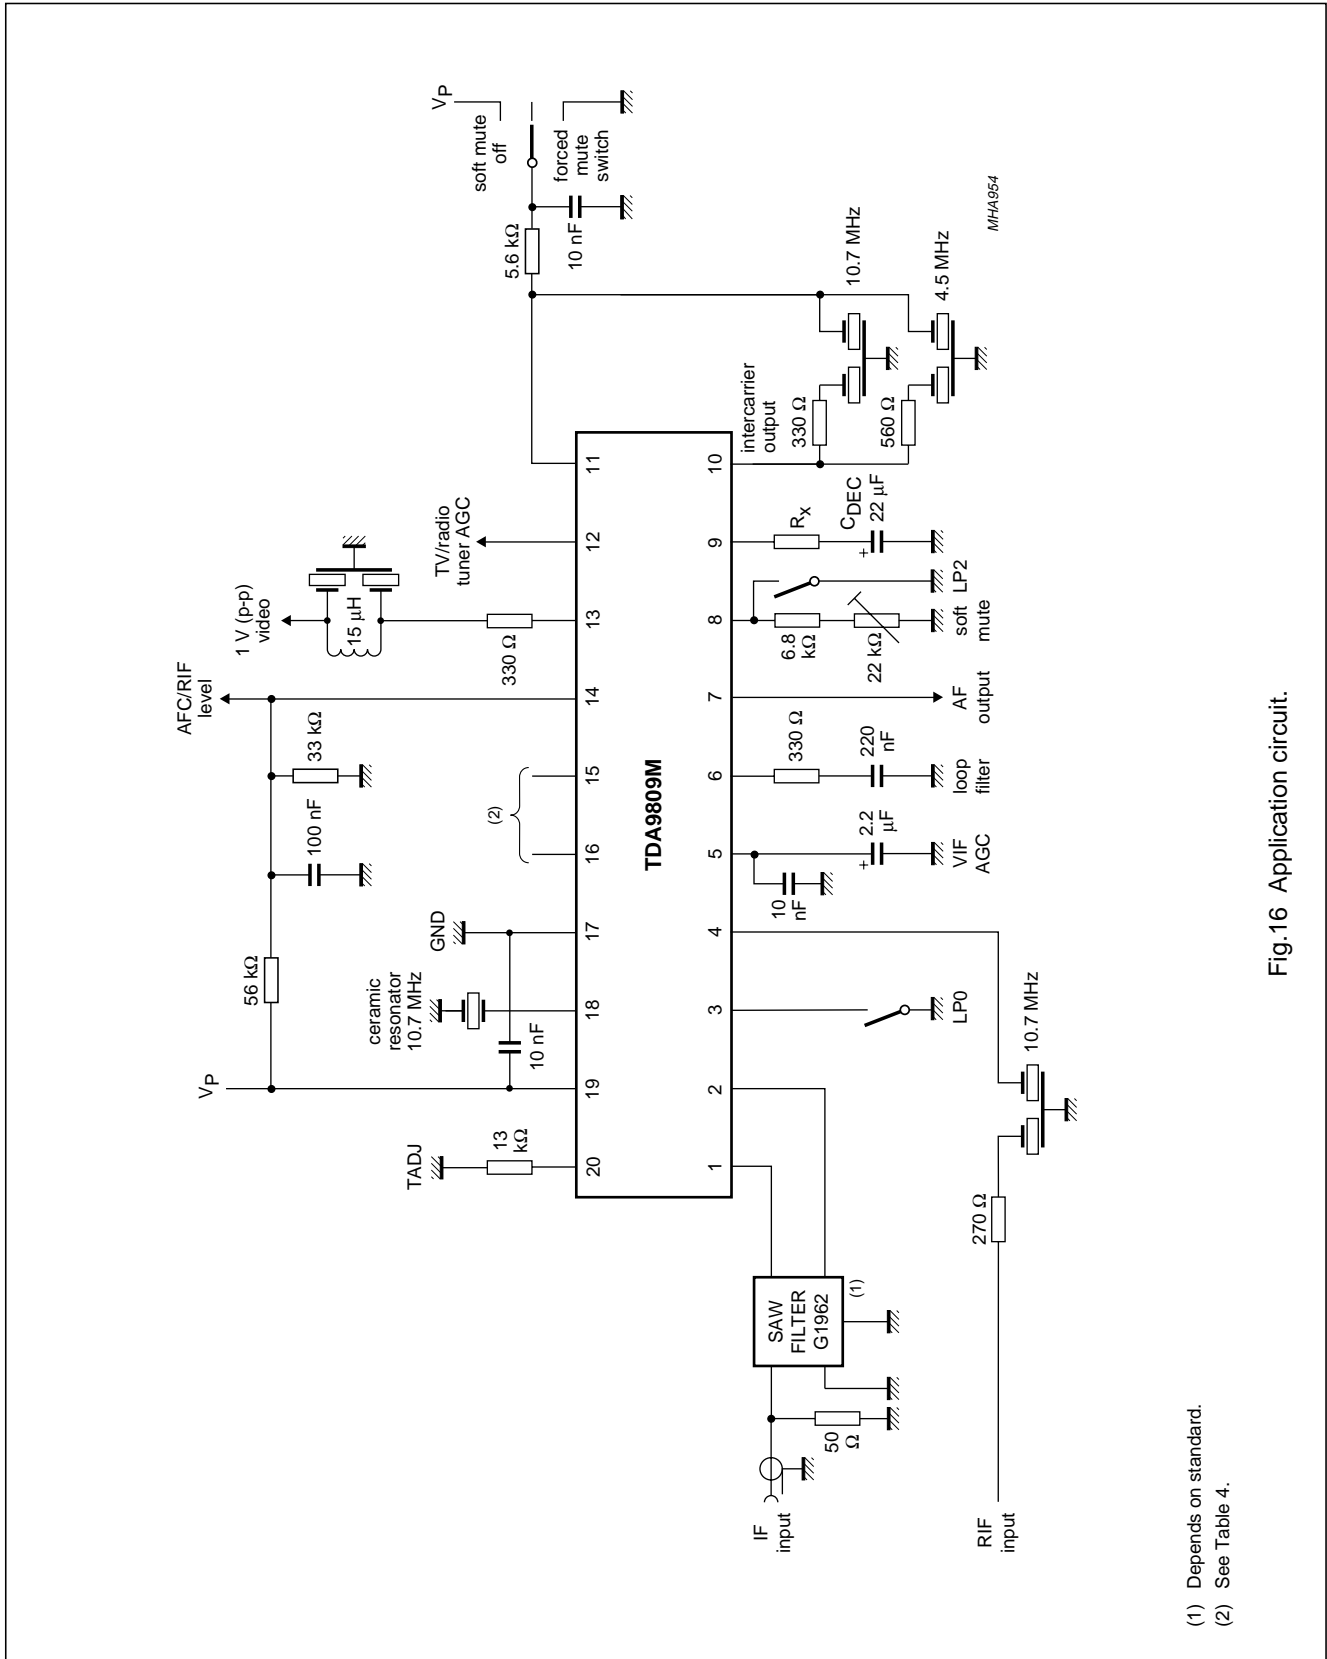 VP
soft mute
off
forced
mute
switch
5.6 kΩ
10 nF
MHA954
10.7 MHz
4.5 MHz
intercarrier
output
330 Ω
560 Ω
TV/radio
tuner AGC
1 V (p-p)
video
15 µH
330 Ω
AFC/RIF
level
33 kΩ
100 nF
56 kΩ
(2)
GND
ceramic
resonator
10.7 MHz
10 nF
VP
TADJ
13
kΩ
20
19
18
17
16
15
14
13
12
11
TDA9809M
1
2
3
4
5
6
7
8
9
10
SAW
FILTER
G1962
(1)
IF
input
50
Ω
RIF
input
270 Ω
10.7 MHz
LP0
10
nF
+
2.2
µF
VIF
AGC
330 Ω
220
nF
loop
filter
AF
output
6.8
kΩ
22 kΩ
soft
mute
LP2
Rx
+
CDEC
22 µF
(1) Depends on standard.
(2) See Table 4.
Fig.16 Application circuit.